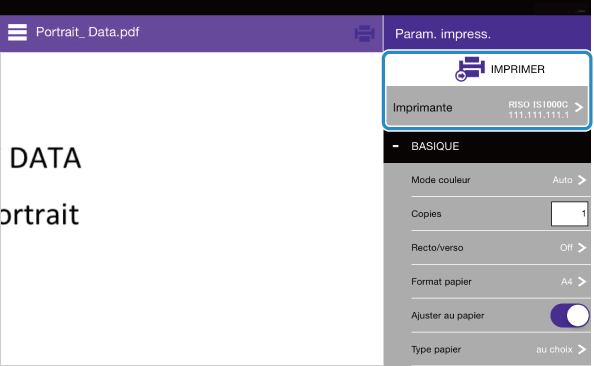 Portrait_ Data.pdf
Param. impress.
IMPRIMER
Imprimante
RISO IS1000C
111.111.111.1
- BASIQUE
DATA
ortrait
Mode couleur Auto
Copies 1
Recto/verso Off
Format papier A4
Ajuster au papier
Type papier au choix